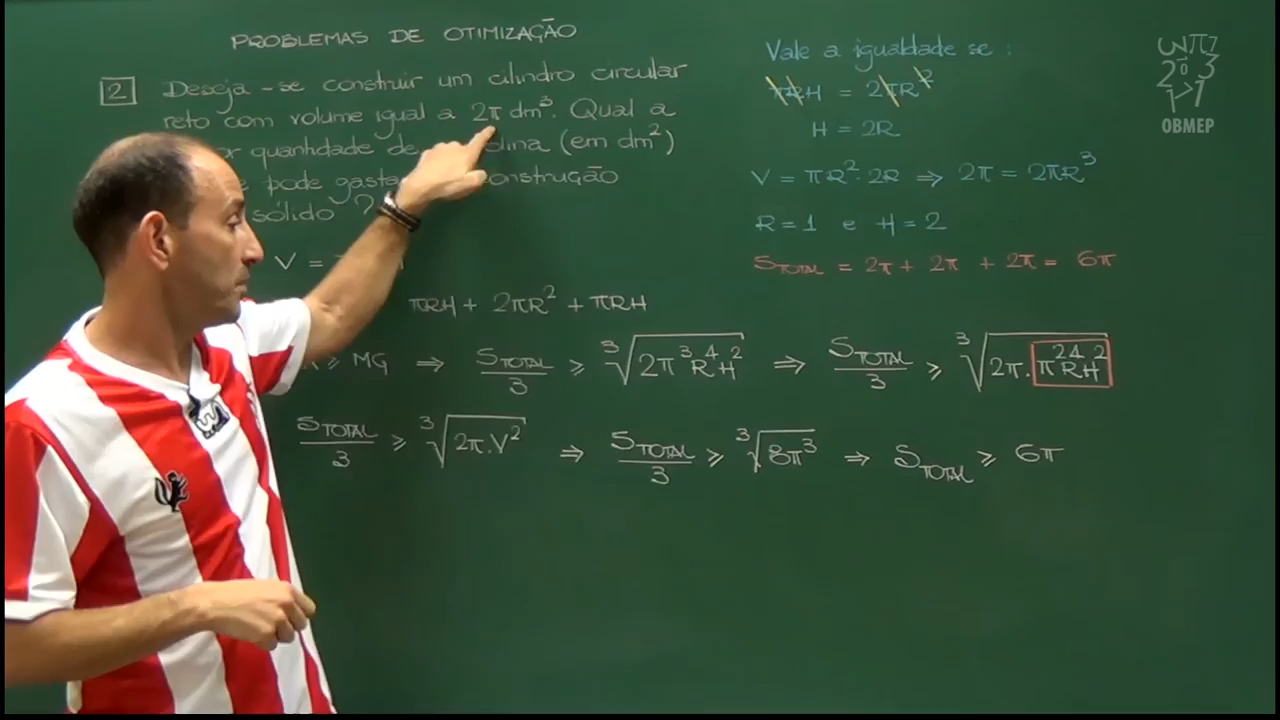 PROBLEMAS DE OTIMIZAÇÃO
2 Deseja-se construir um cilindro circular
reto com volume igual a 2π dm³. Qual a
quantidade de (em dm²)
pode construção
sólido ?
V =
πRH + 2πR² + πRH
≥ MG ⇒ S_TOTAL/3 ≥ ∛(2π³R⁴H²) ⇒ S_TOTAL/3 ≥ ∛(2π.π²R⁴H²)
S_TOTAL/3 ≥ ∛(2π.V²) ⇒ S_TOTAL/3 ≥ ∛(8π³) ⇒ S_TOTAL ≥ 6π
Vale a igualdade se :
πRH = 2πR²
H = 2R
V = πR².2R ⇒ 2π = 2πR³
R = 1 e H = 2
S_TOTAL = 2π + 2π + 2π = 6π
OBMEP